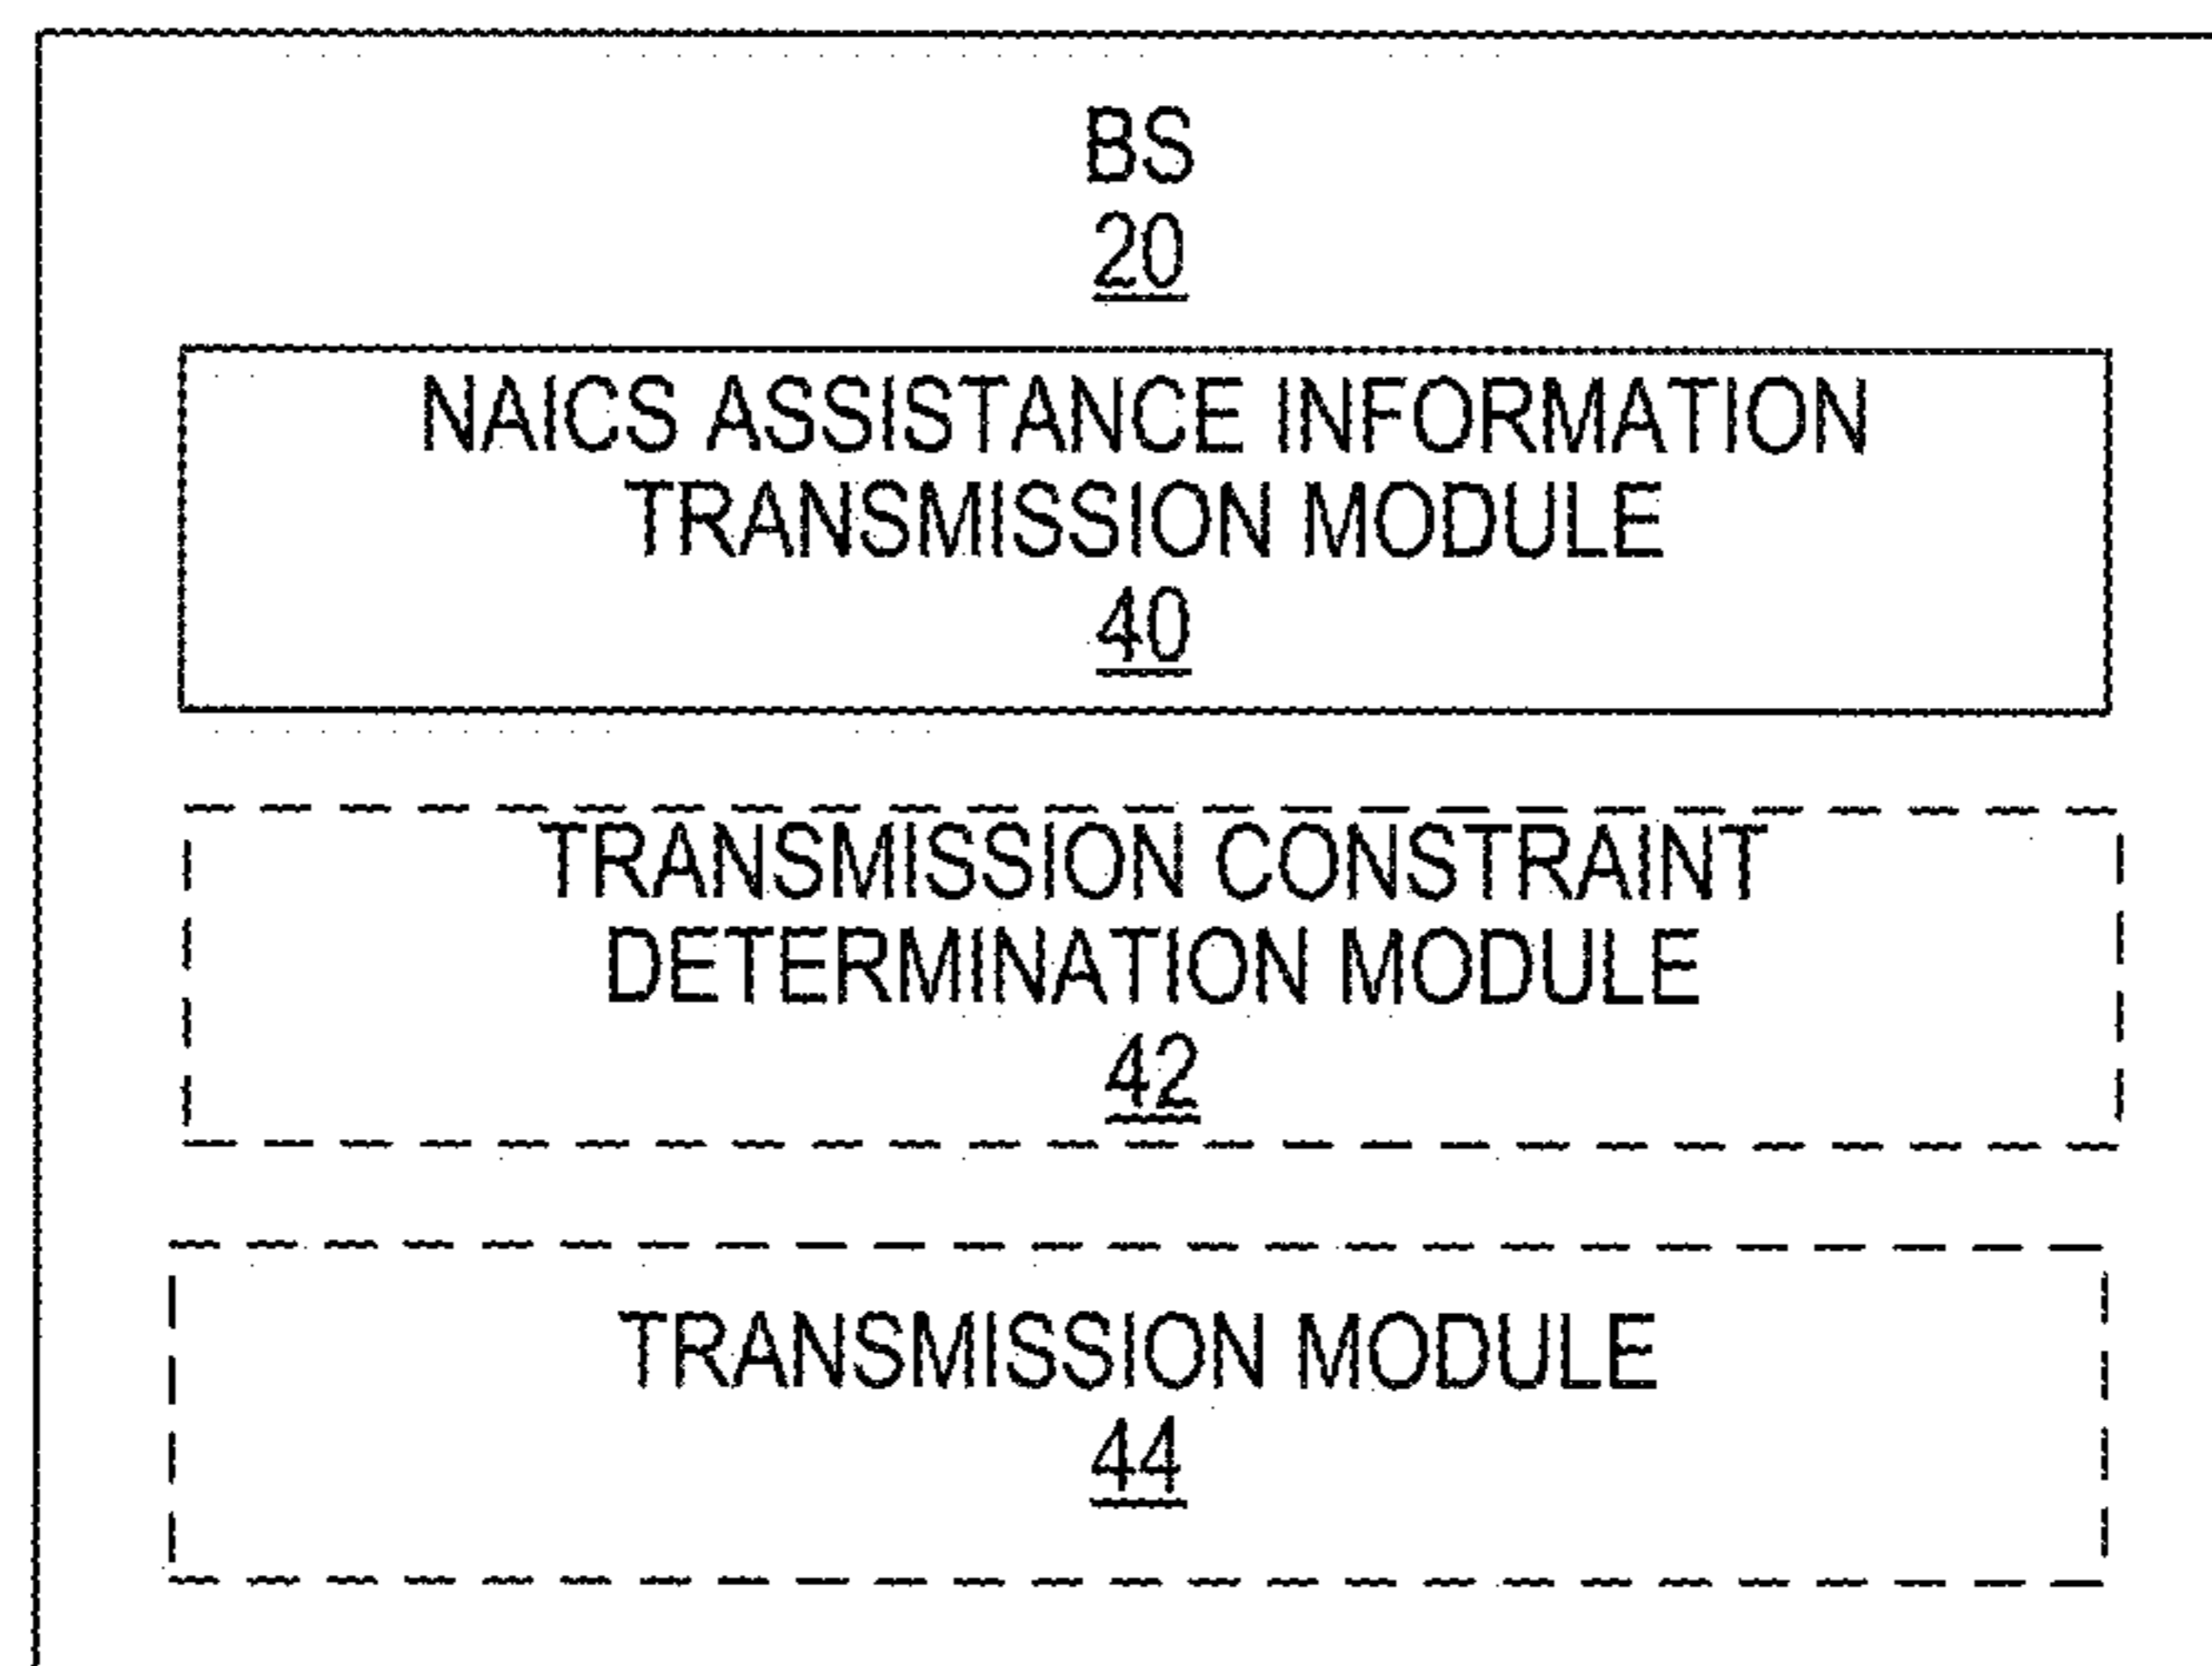 BS
20
NAICS ASSISTANCE INFORMATION
TRANSMISSION MODULE
40
TRANSMISSION CONSTRAINT
DETERMINATION MODULE
42
TRANSMISSION MODULE
44